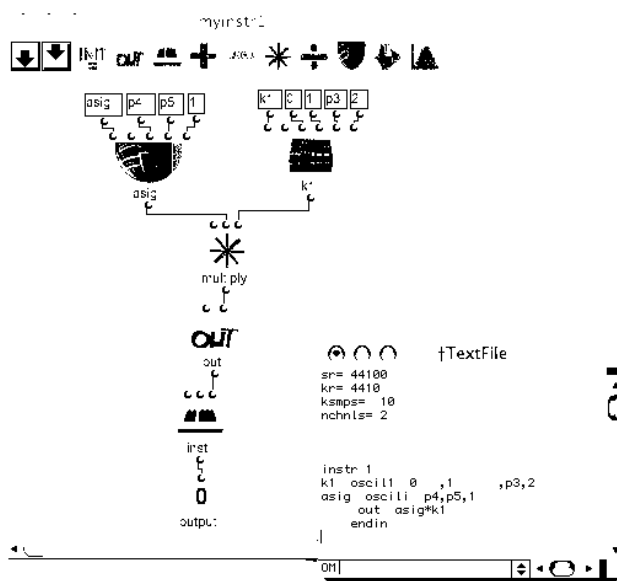 myinstr1
out
asig p4 p5 1 k1 0 1 p3 2
asig k1
multiply
out
out
inst
0
output
†TextFile
sr= 44100
kr= 4410
ksmps= 10
nchnls= 2
instr 1
k1 oscil1 0 ,1 ,p3,2
asig oscili p4,p5,1
out asig*k1
endin
OM